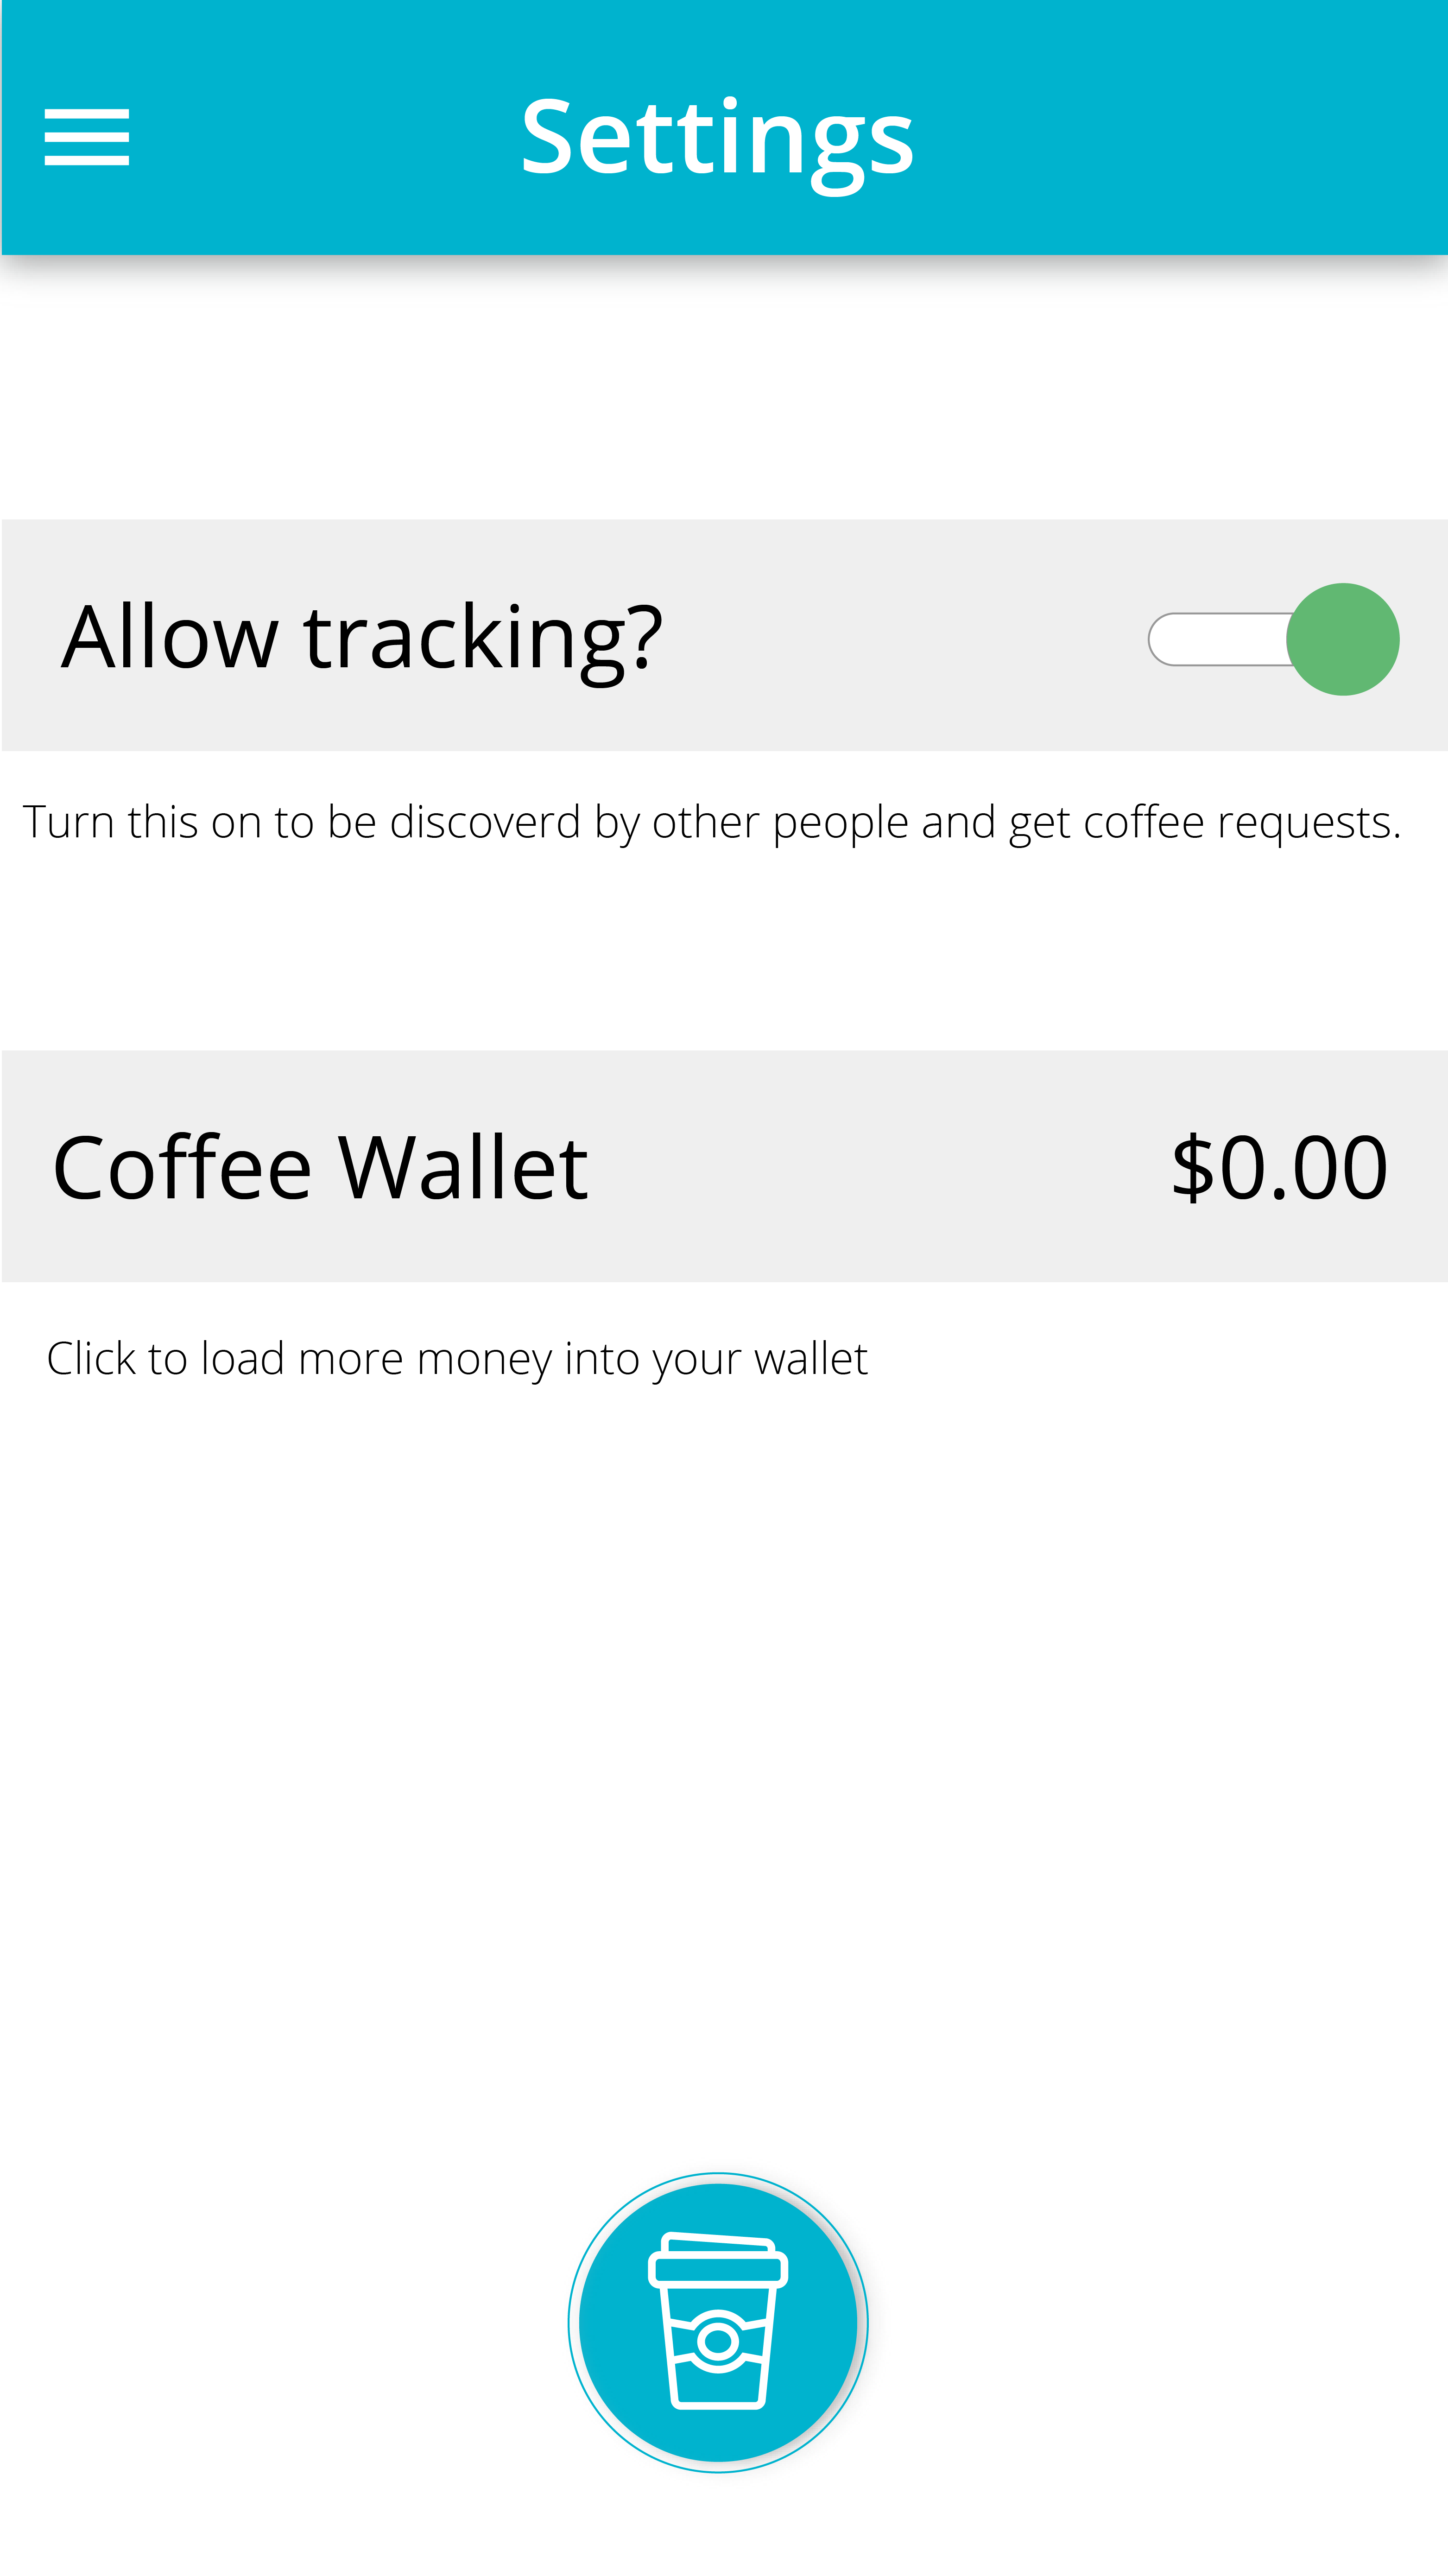 Settings
Allow tracking?
Turn this on to be discoverd by other people and get coffee requests.
Coffee Wallet $0.00
Click to load more money into your wallet